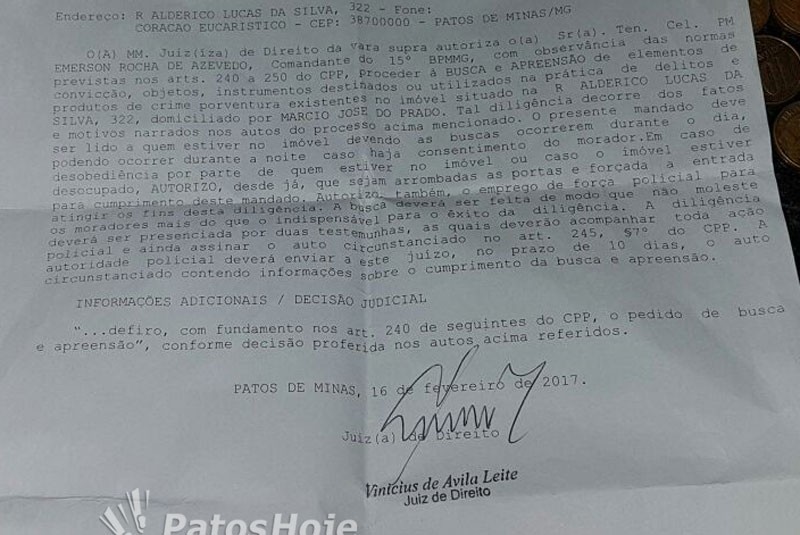 Endereço: R ALDERICO LUCAS DA SILVA, 322 - Fone:
CORACAO EUCARISTICO - CEP: 38700000 - PATOS DE MINAS/MG
O(A) MM. Juiz(íza) de Direito da vara supra autoriza o(a) Sr(a). Ten. Cel. PM
EMERSON ROCHA DE AZEVEDO, Comandante do 15º BPMMG, com observância das normas
previstas nos arts. 240 a 250 do CPP, proceder à BUSCA e APREENSÃO de elementos de
convicção, objetos, instrumentos destinados ou utilizados na prática de delitos e
produtos de crime porventura existentes no imóvel situado na R ALDERICO LUCAS DA
SILVA, 322, domiciliado por MARCIO JOSE DO PRADO. Tal diligência decorre dos fatos
e motivos narrados nos autos do processo acima mencionado. O presente mandado deve
ser lido a quem estiver no imóvel devendo as buscas ocorrerem durante o dia,
podendo ocorrer durante a noite caso haja consentimento do morador.Em caso de
desobediência por parte de quem estiver no imóvel ou caso o imóvel estiver
desocupado, AUTORIZO, desde já, que sejam arrombadas as portas e forçada a entrada
para cumprimento deste mandado. Autorizo, também, o emprego de força policial para
atingir os fins desta diligência. A busca deverá ser feita de modo que não moleste
os moradores mais do que o indispensável para o êxito da diligência. A diligência
deverá ser presenciada por duas testemunhas, as quais deverão acompanhar toda ação
policial e ainda assinar o auto circunstanciado no art. 245, §7º do CPP. A
autoridade policial deverá enviar a este juízo, no prazo de 10 dias, o auto
circunstanciado contendo informações sobre o cumprimento da busca e apreensão.
INFORMAÇÕES ADICIONAIS / DECISÃO JUDICIAL
"...defiro, com fundamento nos art. 240 de seguintes do CPP, o pedido de busca
e apreensão", conforme decisão proferida nos autos acima referidos.
PATOS DE MINAS, 16 de fevereiro de 2017.
Juiz(a) de Direito
Vinícius de Avila Leite
Juiz de Direito
PatosHoje